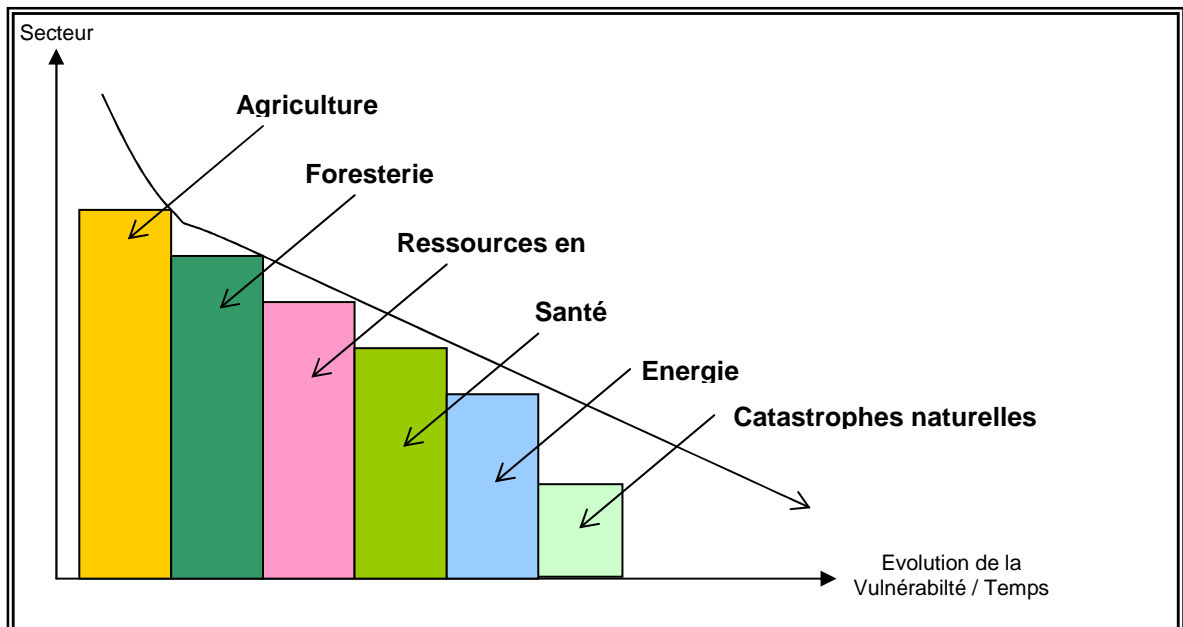 Secteur
Agriculture
Foresterie
Ressources en
Santé
Energie
Catastrophes naturelles
Evolution de la
Vulnérabilté / Temps